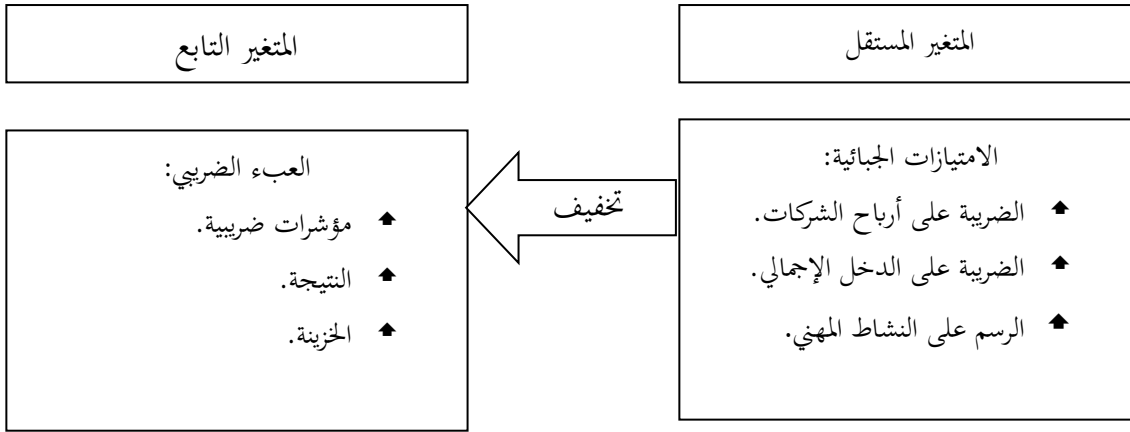 المتغير المستقل
المتغير التابع
الامتيازات الجبائية:
الضريبة على أرباح الشركات.
الضريبة على الدخل الإجمالي.
الرسم على النشاط المهني.
تخفيف
العبء الضريبي:
مؤشرات ضريبية.
النتيجة.
الخزينة.